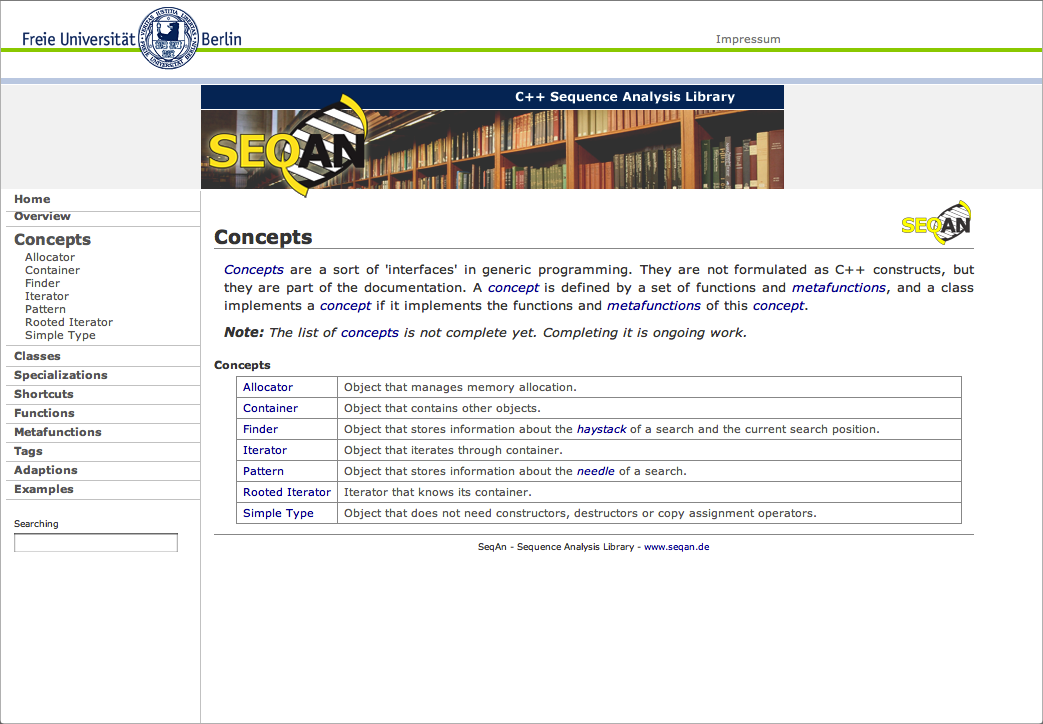 Freie Universität Berlin
Impressum
C++ Sequence Analysis Library
SEQAN
Home
Overview
Concepts
Allocator
Container
Finder
Iterator
Pattern
Rooted Iterator
Simple Type
Classes
Specializations
Shortcuts
Functions
Metafunctions
Tags
Adaptions
Examples
Searching
SEQAN
Concepts
Concepts are a sort of 'interfaces' in generic programming. They are not formulated as C++ constructs, but
they are part of the documentation. A concept is defined by a set of functions and metafunctions, and a class
implements a concept if it implements the functions and metafunctions of this concept.
Note: The list of concepts is not complete yet. Completing it is ongoing work.
Concepts
Allocator Object that manages memory allocation.
Container Object that contains other objects.
Finder Object that stores information about the haystack of a search and the current search position.
Iterator Object that iterates through container.
Pattern Object that stores information about the needle of a search.
Rooted Iterator Iterator that knows its container.
Simple Type Object that does not need constructors, destructors or copy assignment operators.
SeqAn - Sequence Analysis Library - www.seqan.de